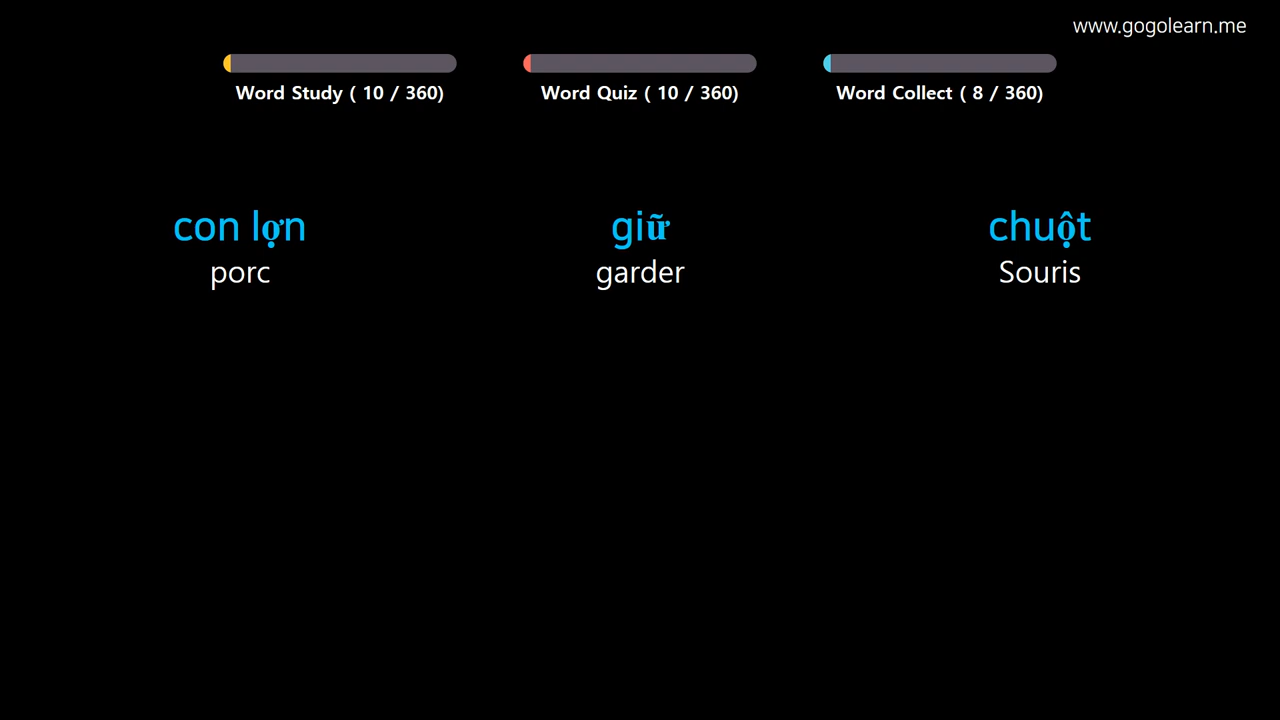 www.gogolearn.me
Word Study ( 10 / 360)
Word Quiz ( 10 / 360)
Word Collect ( 8 / 360)
con lợn
porc
giữ
garder
chuột
Souris